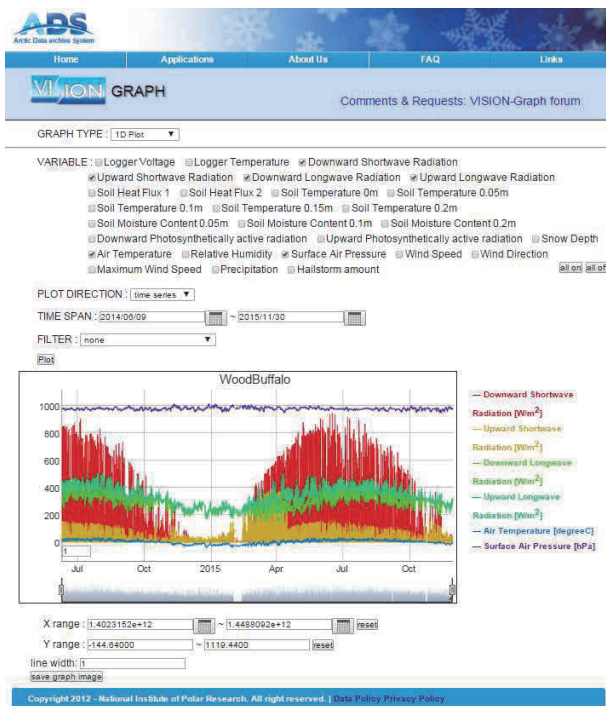 ADS
Arctic Data archive System
Home Applications About Us FAQ Links
VISION GRAPH
Comments & Requests: VISION-Graph forum
GRAPH TYPE : 1D Plot
VARIABLE : Logger Voltage Logger Temperature Downward Shortwave Radiation
Upward Shortwave Radiation Downward Longwave Radiation Upward Longwave Radiation
Soil Heat Flux 1 Soil Heat Flux 2 Soil Temperature 0m Soil Temperature 0.05m
Soil Temperature 0.1m Soil Temperature 0.15m Soil Temperature 0.2m
Soil Moisture Content 0.05m Soil Moisture Content 0.1m Soil Moisture Content 0.2m
Downward Photosynthetically active radiation Upward Photosynthetically active radiation Snow Depth
Air Temperature Relative Humidity Surface Air Pressure Wind Speed Wind Direction
Maximum Wind Speed Precipitation Hailstorm amount all on all of
PLOT DIRECTION : time series
TIME SPAN : 2014/06/09 ~ 2015/11/30
FILTER : none
Plot
WoodBuffalo
1000
800
600
400
200
0
1
Jul Oct 2015 Apr Jul Oct
— Downward Shortwave
Radiation [W/m2]
— Upward Shortwave
Radiation [W/m2]
— Downward Longwave
Radiation [W/m2]
— Upward Longwave
Radiation [W/m2]
— Air Temperature [degreeC]
— Surface Air Pressure [hPa]
X range : 1.4023152e+12 ~ 1.4488092e+12 reset
Y range : -144.64000 ~ 1119.4400 reset
line width: 1
save graph image
Copyright 2012 - National Institute of Polar Research. All right reserved. | Data Policy Privacy Policy